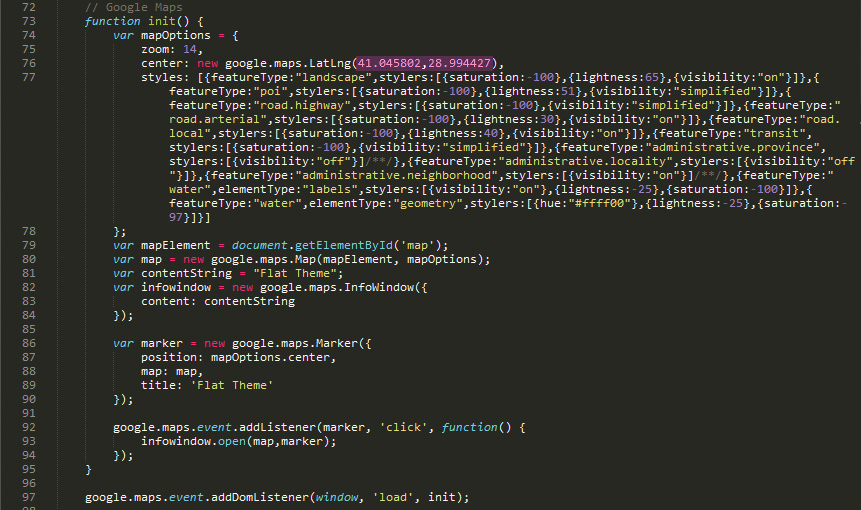 72 // Google Maps
73 function init() {
74 var mapOptions = {
75 zoom: 14,
76 center: new google.maps.LatLng(41.045802,28.994427),
77 styles: [{featureType:"landscape",stylers:[{saturation:-100},{lightness:65},{visibility:"on"}]},{
featureType:"poi",stylers:[{saturation:-100},{lightness:51},{visibility:"simplified"}]},{
featureType:"road.highway",stylers:[{saturation:-100},{visibility:"simplified"}]},{featureType:"
road.arterial",stylers:[{saturation:-100},{lightness:30},{visibility:"on"}]},{featureType:"road.
local",stylers:[{saturation:-100},{lightness:40},{visibility:"on"}]},{featureType:"transit",
stylers:[{saturation:-100},{visibility:"simplified"}]},{featureType:"administrative.province",
stylers:[{visibility:"off"}]/**/},{featureType:"administrative.locality",stylers:[{visibility:"off
"}]},{featureType:"administrative.neighborhood",stylers:[{visibility:"on"}]/**/},{featureType:"
water",elementType:"labels",stylers:[{visibility:"on"},{lightness:-25},{saturation:-100}]},{
featureType:"water",elementType:"geometry",stylers:[{hue:"#ffff00"},{lightness:-25},{saturation:-
97}]}]
78 };
79 var mapElement = document.getElementById('map');
80 var map = new google.maps.Map(mapElement, mapOptions);
81 var contentString = "Flat Theme";
82 var infowindow = new google.maps.InfoWindow({
83 content: contentString
84 });
85
86 var marker = new google.maps.Marker({
87 position: mapOptions.center,
88 map: map,
89 title: 'Flat Theme'
90 });
91
92 google.maps.event.addListener(marker, 'click', function() {
93 infowindow.open(map,marker);
94 });
95 }
96
97 google.maps.event.addDomListener(window, 'load', init);